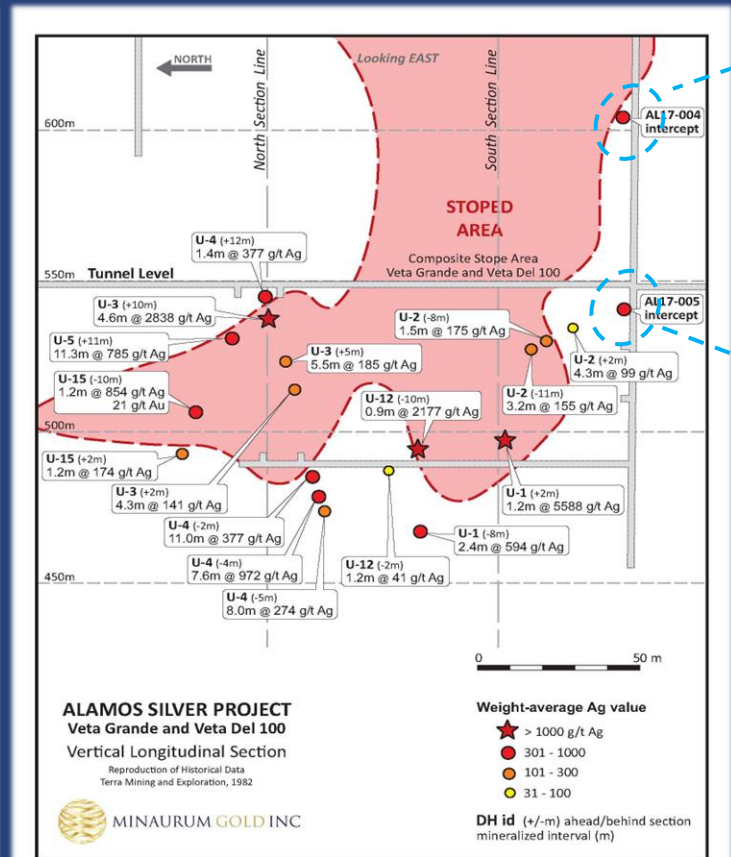 NORTH
Looking EAST
North Section Line
South Section Line
600m
AL17-004
intercept
STOPED
AREA
Composite Stope Area
Veta Grande and Veta Del 100
U-4 (+12m)
1.4m @ 377 g/t Ag
550m
Tunnel Level
U-3 (+10m)
4.6m @ 2838 g/t Ag
U-2 (-8m)
1.5m @ 175 g/t Ag
AL17-005
intercept
U-5 (+11m)
11.3m @ 785 g/t Ag
U-3 (+5m)
5.5m @ 185 g/t Ag
U-2 (+2m)
4.3m @ 99 g/t Ag
U-15 (-10m)
1.2m @ 854 g/t Ag
21 g/t Au
U-12 (-10m)
0.9m @ 2177 g/t Ag
U-2 (-11m)
3.2m @ 155 g/t Ag
500m
U-15 (+2m)
1.2m @ 174 g/t Ag
U-3 (+2m)
4.3m @ 141 g/t Ag
U-1 (+2m)
1.2m @ 5588 g/t Ag
U-4 (-2m)
11.0m @ 377 g/t Ag
U-1 (-8m)
2.4m @ 594 g/t Ag
U-4 (-4m)
7.6m @ 972 g/t Ag
U-12 (-2m)
1.2m @ 41 g/t Ag
450m
U-4 (-5m)
8.0m @ 274 g/t Ag
0 50 m
ALAMOS SILVER PROJECT
Veta Grande and Veta Del 100
Vertical Longitudinal Section
Reproduction of Historical Data
Terra Mining and Exploration, 1982
MINAURUM GOLD INC
Weight-average Ag value
> 1000 g/t Ag
301 - 1000
101 - 300
31 - 100
DH id (+/-m) ahead/behind section
mineralized interval (m)